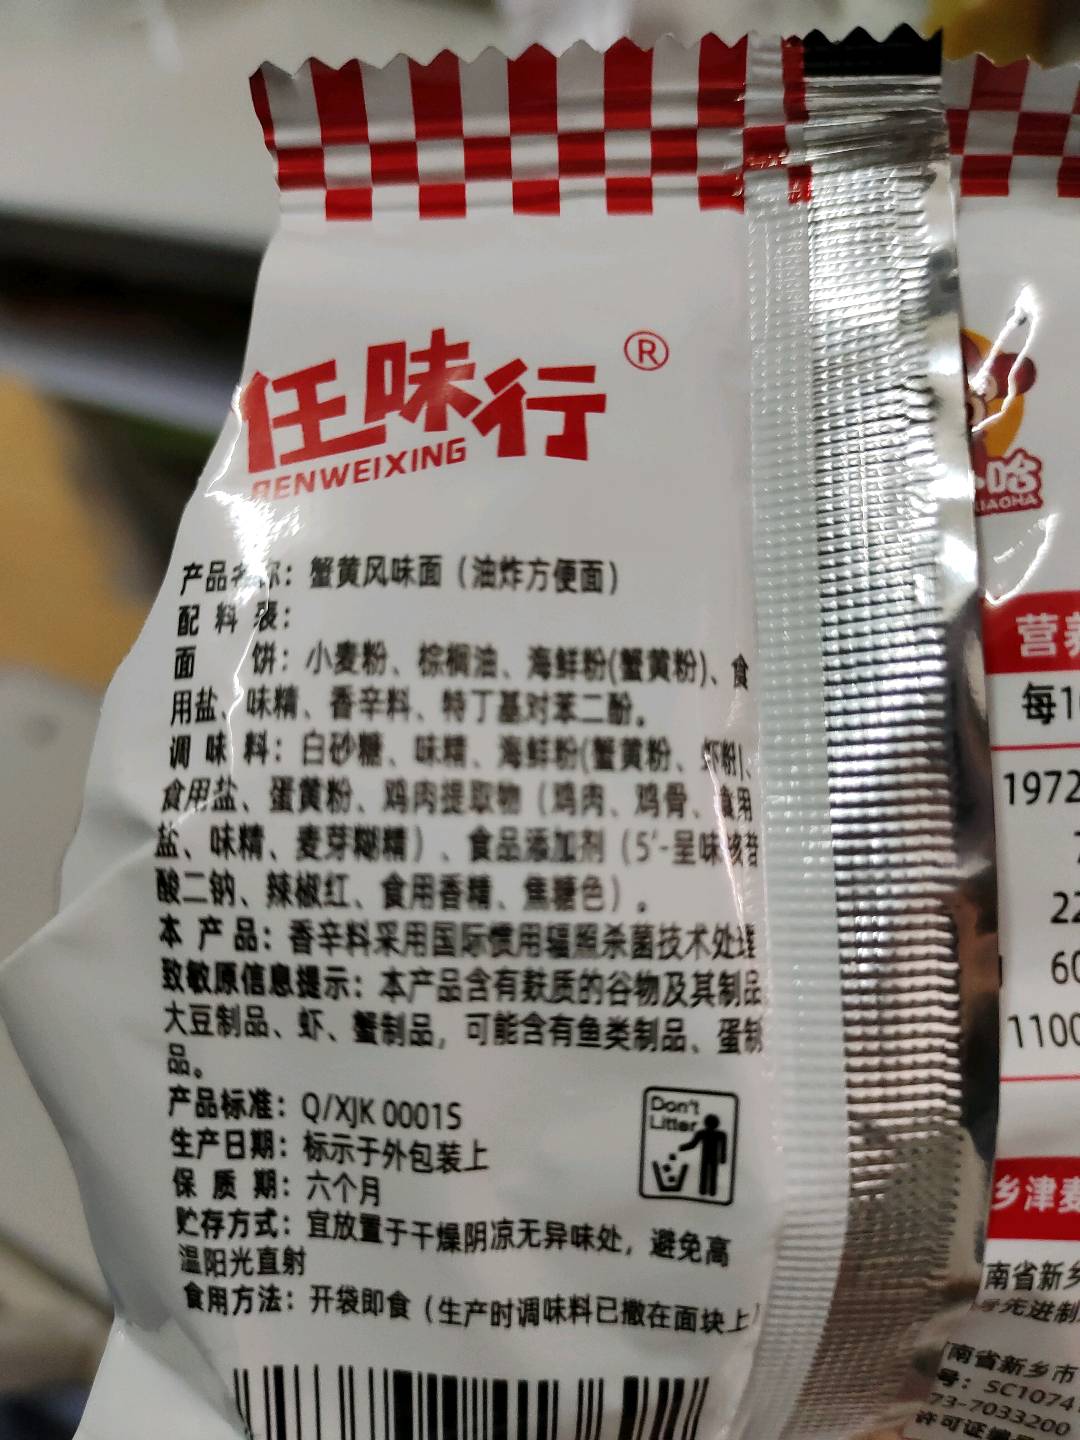 任味行®
RENWEIXING
产品名称：蟹黄风味面（油炸方便面）
配 料 表：
面 饼：小麦粉、棕榈油、海鲜粉(蟹黄粉)、食
用盐、味精、香辛料、特丁基对苯二酚。
调 味 料：白砂糖、味精、海鲜粉(蟹黄粉、虾粉)、
食用盐、蛋黄粉、鸡肉提取物（鸡肉、鸡骨、食用
盐、味精、麦芽糊精）、食品添加剂（5′-呈味核苷
酸二钠、辣椒红、食用香精、焦糖色）。
本 产 品：香辛料采用国际惯用辐照杀菌技术处理
致敏原信息提示：本产品含有麸质的谷物及其制品
大豆制品、虾、蟹制品，可能含有鱼类制品、蛋制
品。
产品标准：Q/XJK 0001S
生产日期：标示于外包装上
保 质 期：六个月
贮存方式：宜放置于干燥阴凉无异味处，避免高
温阳光直射
食用方法：开袋即食（生产时调味料已撒在面块上）
Don't
Litter
哈
XIAOHA
营养
每1
1972
22
60
1100
乡津麦
南省新乡
先进制
南省新乡市
号：SC1074
73-7033200
许可证编号